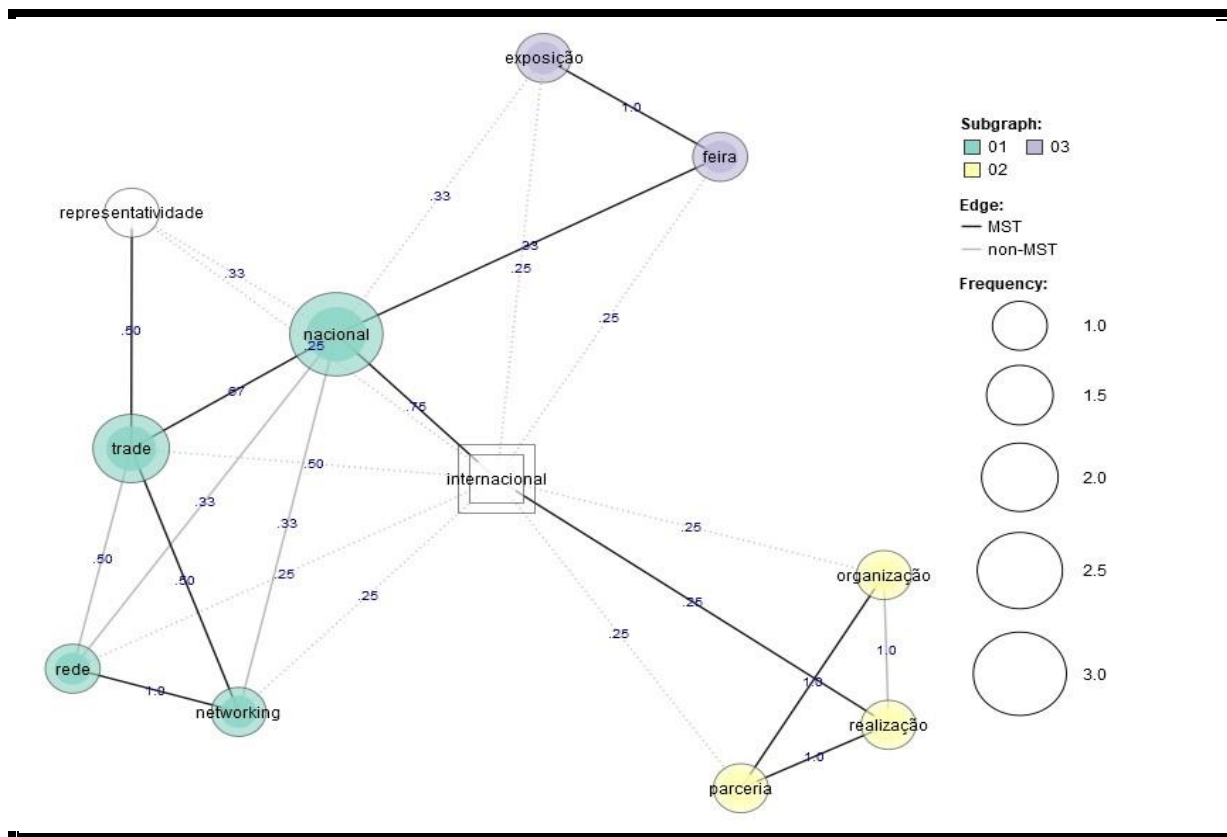 exposição
1.0
feira
.33
representatividade
.33
.33
.25
.25
nacional
.25
.50
.67
.75
trade
.50
internacional
.33
.33
.50
.50
.25
.25
.25
.25
organização
.25
1.0
1.0
rede
1.0
networking
realização
1.0
parceria
Subgraph:
01 03
02
Edge:
MST
non-MST
Frequency:
1.0
1.5
2.0
2.5
3.0